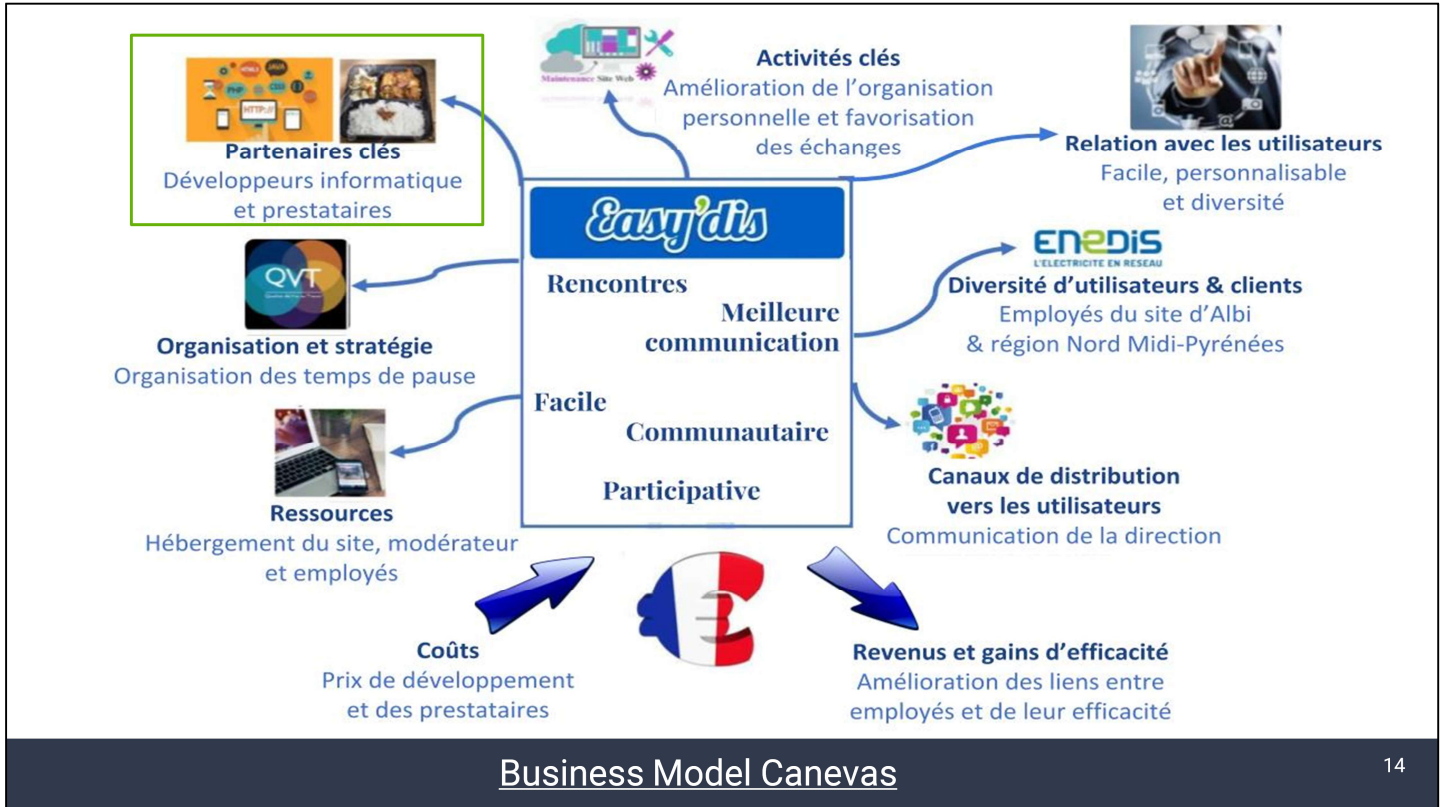 HTML5
JAVA
PHP
CSS
HTTP://
Partenaires clés
Développeurs informatique
et prestataires
Maintenance Site Web
Activités clés
Amélioration de l'organisation
personnelle et favorisation
des échanges
Relation avec les utilisateurs
Facile, personnalisable
et diversité
QVT
Organisation et stratégie
Organisation des temps de pause
Ressources
Hébergement du site, modérateur
et employés
Easy'dis
Rencontres
Meilleure
communication
Facile
Communautaire
Participative
ENEDIS
L'ELECTRICITE EN RESEAU
Diversité d'utilisateurs & clients
Employés du site d'Albi
& région Nord Midi-Pyrénées
Canaux de distribution
vers les utilisateurs
Communication de la direction
Coûts
Prix de développement
et des prestataires
€
Revenus et gains d'efficacité
Amélioration des liens entre
employés et de leur efficacité
Business Model Canevas
14